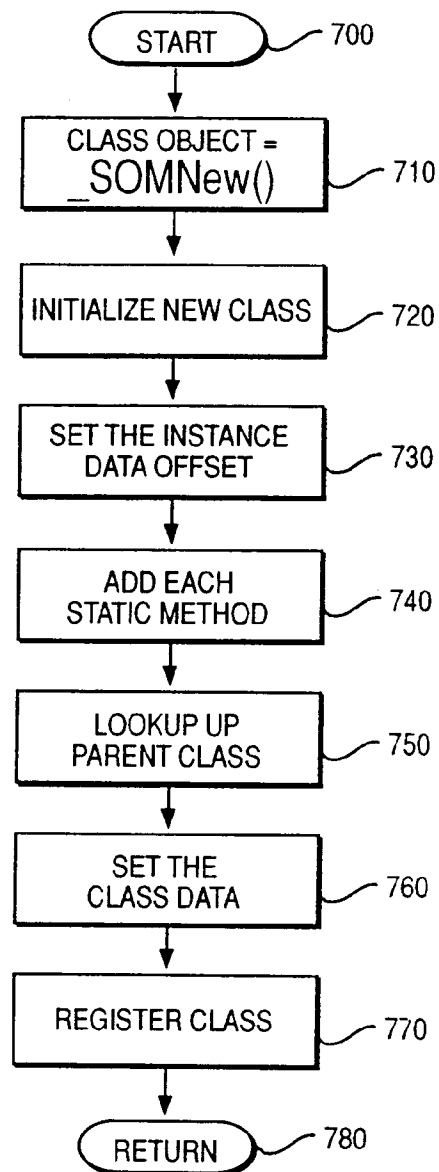 START
700
CLASS OBJECT =
_SOMNew()
710
INITIALIZE NEW CLASS
720
SET THE INSTANCE
DATA OFFSET
730
ADD EACH
STATIC METHOD
740
LOOKUP UP
PARENT CLASS
750
SET THE
CLASS DATA
760
REGISTER CLASS
770
RETURN
780